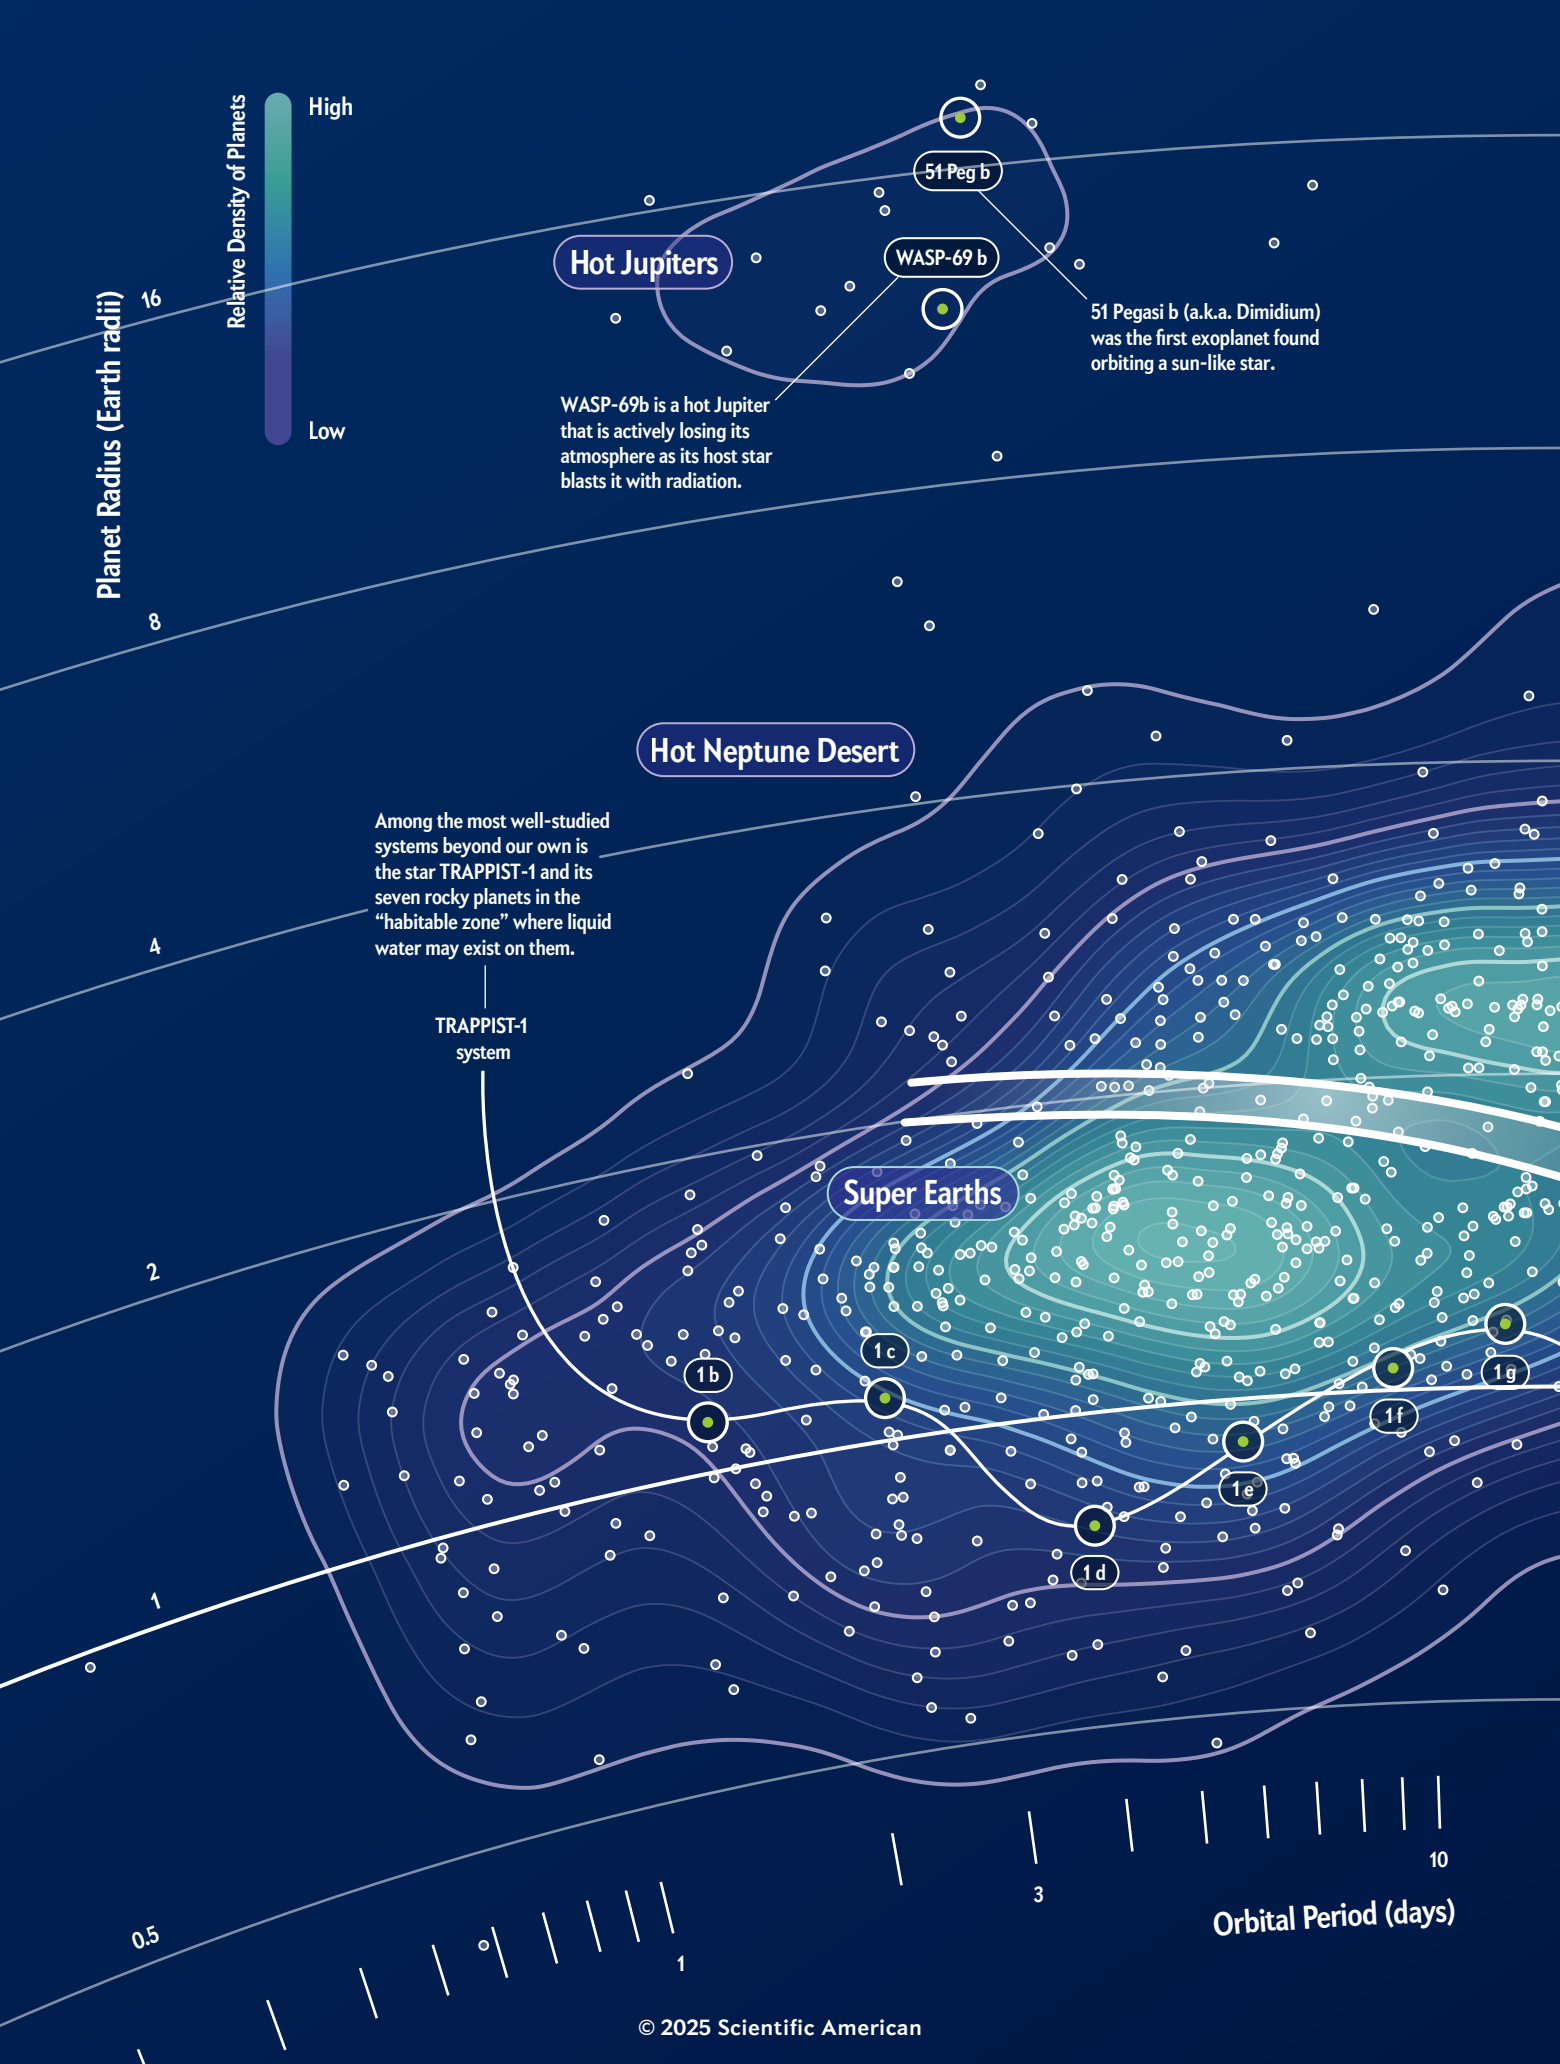 High
Relative Density of Planets
Low
Planet Radius (Earth radii)
16
8
4
2
1
0.5
51 Peg b
Hot Jupiters
WASP-69 b
51 Pegasi b (a.k.a. Dimidium)
was the first exoplanet found
orbiting a sun-like star.
WASP-69b is a hot Jupiter
that is actively losing its
atmosphere as its host star
blasts it with radiation.
Hot Neptune Desert
Among the most well-studied
systems beyond our own is
the star TRAPPIST-1 and its
seven rocky planets in the
“habitable zone” where liquid
water may exist on them.
TRAPPIST-1
system
Super Earths
1 b
1 c
1 d
1 e
1 f
1 g
1
3
10
Orbital Period (days)
© 2025 Scientific American